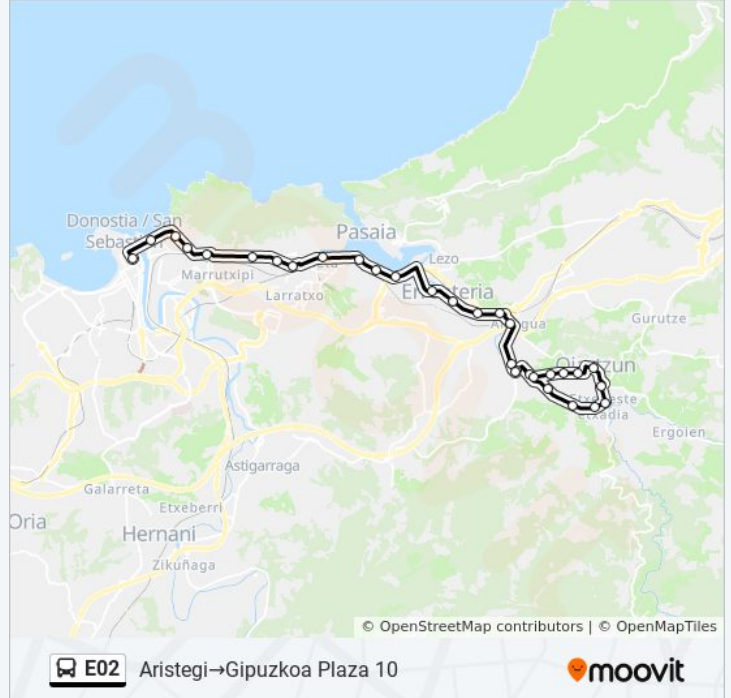 Donostia / San
Sebastián
Pasaia
Lezo
Marrutxipi
Larratxo
Errenteria
Gurutze
Oiartzun
Ergoien
Astigarraga
Galarreta
Etxeberri
Oria
Hernani
Zikuñaga
© OpenStreetMap contributors | © OpenMapTiles
E02 Aristegi→Gipuzkoa Plaza 10
moovit